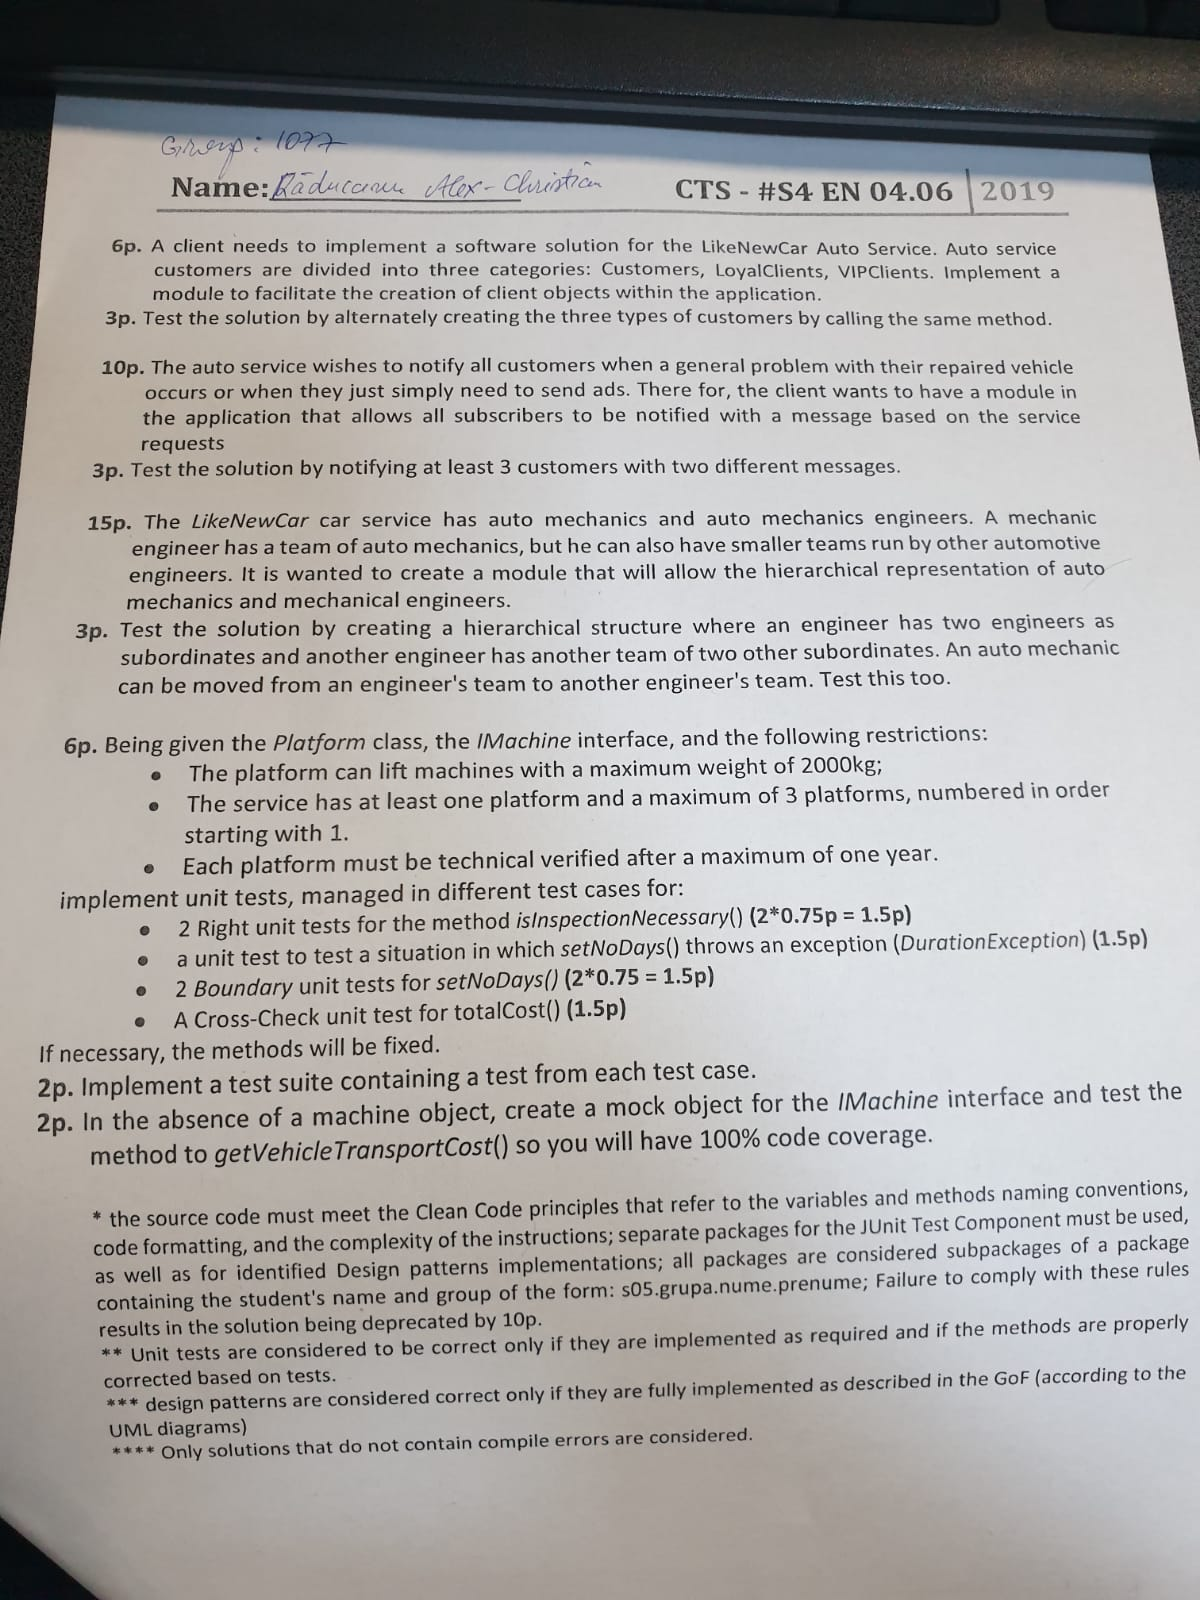 Group: 1077
Name: Răducanu Alex-Christian CTS - #S4 EN 04.06 2019
6p. A client needs to implement a software solution for the LikeNewCar Auto Service. Auto service
customers are divided into three categories: Customers, LoyalClients, VIPClients. Implement a
module to facilitate the creation of client objects within the application.
3p. Test the solution by alternately creating the three types of customers by calling the same method.
10p. The auto service wishes to notify all customers when a general problem with their repaired vehicle
occurs or when they just simply need to send ads. There for, the client wants to have a module in
the application that allows all subscribers to be notified with a message based on the service
requests
3p. Test the solution by notifying at least 3 customers with two different messages.
15p. The LikeNewCar car service has auto mechanics and auto mechanics engineers. A mechanic
engineer has a team of auto mechanics, but he can also have smaller teams run by other automotive
engineers. It is wanted to create a module that will allow the hierarchical representation of auto
mechanics and mechanical engineers.
3p. Test the solution by creating a hierarchical structure where an engineer has two engineers as
subordinates and another engineer has another team of two other subordinates. An auto mechanic
can be moved from an engineer's team to another engineer's team. Test this too.
6p. Being given the Platform class, the IMachine interface, and the following restrictions:
• The platform can lift machines with a maximum weight of 2000kg;
• The service has at least one platform and a maximum of 3 platforms, numbered in order
starting with 1.
• Each platform must be technical verified after a maximum of one year.
implement unit tests, managed in different test cases for:
• 2 Right unit tests for the method isInspectionNecessary() (2*0.75p = 1.5p)
• a unit test to test a situation in which setNoDays() throws an exception (DurationException) (1.5p)
• 2 Boundary unit tests for setNoDays() (2*0.75 = 1.5p)
• A Cross-Check unit test for totalCost() (1.5p)
If necessary, the methods will be fixed.
2p. Implement a test suite containing a test from each test case.
2p. In the absence of a machine object, create a mock object for the IMachine interface and test the
method to getVehicleTransportCost() so you will have 100% code coverage.
* the source code must meet the Clean Code principles that refer to the variables and methods naming conventions,
code formatting, and the complexity of the instructions; separate packages for the JUnit Test Component must be used,
as well as for identified Design patterns implementations; all packages are considered subpackages of a package
containing the student's name and group of the form: s05.grupa.nume.prenume; Failure to comply with these rules
results in the solution being deprecated by 10p.
** Unit tests are considered to be correct only if they are implemented as required and if the methods are properly
corrected based on tests.
*** design patterns are considered correct only if they are fully implemented as described in the GoF (according to the
UML diagrams)
**** Only solutions that do not contain compile errors are considered.